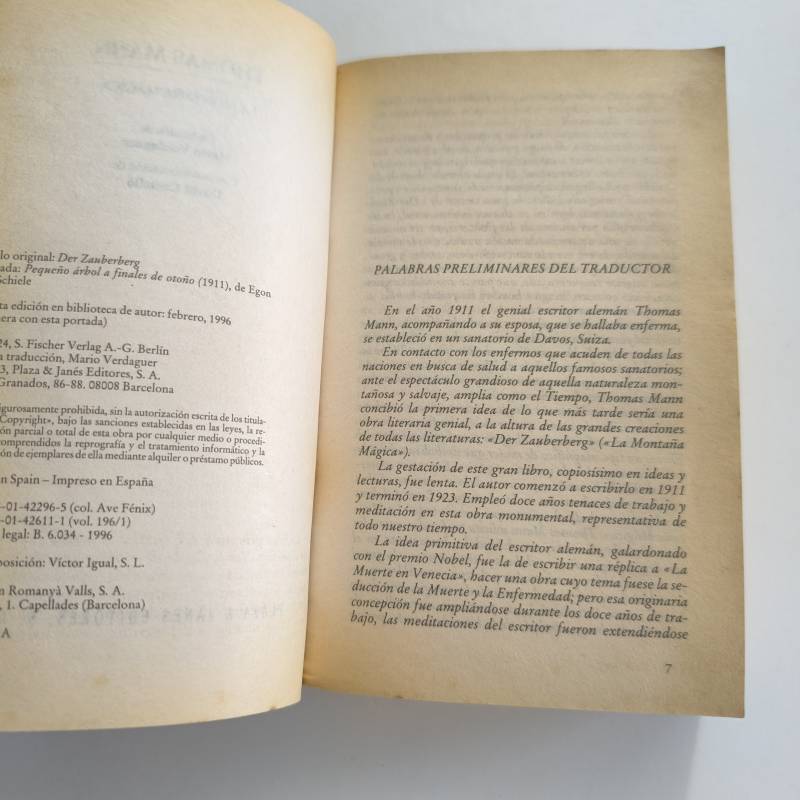 lo original: Der Zauberberg
ada: Pequeño árbol a finales de otoño (1911), de Egon
Schiele
ta edición en biblioteca de autor: febrero, 1996
era con esta portada)
24, S. Fischer Verlag A.-G. Berlín
a traducción, Mario Verdaguer
3, Plaza & Janés Editores, S. A.
Granados, 86-88. 08008 Barcelona
igurosamente prohibida, sin la autorización escrita de los titula-
Copyright», bajo las sanciones establecidas en las leyes, la re-
ión parcial o total de esta obra por cualquier medio o procedi-
omprendidos la reprografía y el tratamiento informático y la
ión de ejemplares de ella mediante alquiler o préstamo públicos.
n Spain – Impreso en España
-01-42296-5 (col. Ave Fénix)
-01-42611-1 (vol. 196/1)
legal: B. 6.034 - 1996
posición: Víctor Igual, S. L.
n Romanyà Valls, S. A.
, 1. Capellades (Barcelona)
A
PALABRAS PRELIMINARES DEL TRADUCTOR
En el año 1911 el genial escritor alemán Thomas
Mann, acompañando a su esposa, que se hallaba enferma,
se estableció en un sanatorio de Davos, Suiza.
En contacto con los enfermos que acuden de todas las
naciones en busca de salud a aquellos famosos sanatorios;
ante el espectáculo grandioso de aquella naturaleza mon-
tañosa y salvaje, amplia como el Tiempo, Thomas Mann
concibió la primera idea de lo que más tarde sería una
obra literaria genial, a la altura de las grandes creaciones
de todas las literaturas: «Der Zauberberg» («La Montaña
Mágica»).
La gestación de este gran libro, copiosísimo en ideas y
lecturas, fue lenta. El autor comenzó a escribirlo en 1911
y terminó en 1923. Empleó doce años tenaces de trabajo y
meditación en esta obra monumental, representativa de
todo nuestro tiempo.
La idea primitiva del escritor alemán, galardonado
con el premio Nobel, fue la de escribir una réplica a «La
Muerte en Venecia», hacer una obra cuyo tema fuese la se-
ducción de la Muerte y la Enfermedad; pero esa originaria
concepción fue ampliándose durante los doce años de tra-
bajo, las meditaciones del escritor fueron extendiéndose
7